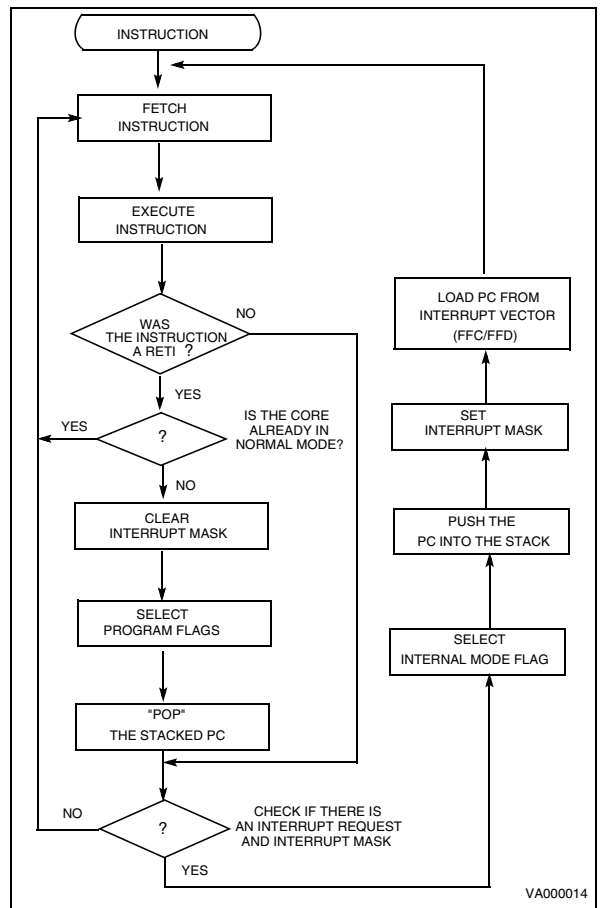 INSTRUCTION
FETCH
INSTRUCTION
EXECUTE
INSTRUCTION
NO
WAS
THE INSTRUCTION
A RETI ?
YES
YES
?
IS THE CORE
ALREADY IN
NORMAL MODE?
NO
CLEAR
INTERRUPT MASK
SELECT
PROGRAM FLAGS
"POP"
THE STACKED PC
NO
?
CHECK IF THERE IS
AN INTERRUPT REQUEST
AND INTERRUPT MASK
YES
LOAD PC FROM
INTERRUPT VECTOR
(FFC/FFD)
SET
INTERRUPT MASK
PUSH THE
PC INTO THE STACK
SELECT
INTERNAL MODE FLAG
VA000014